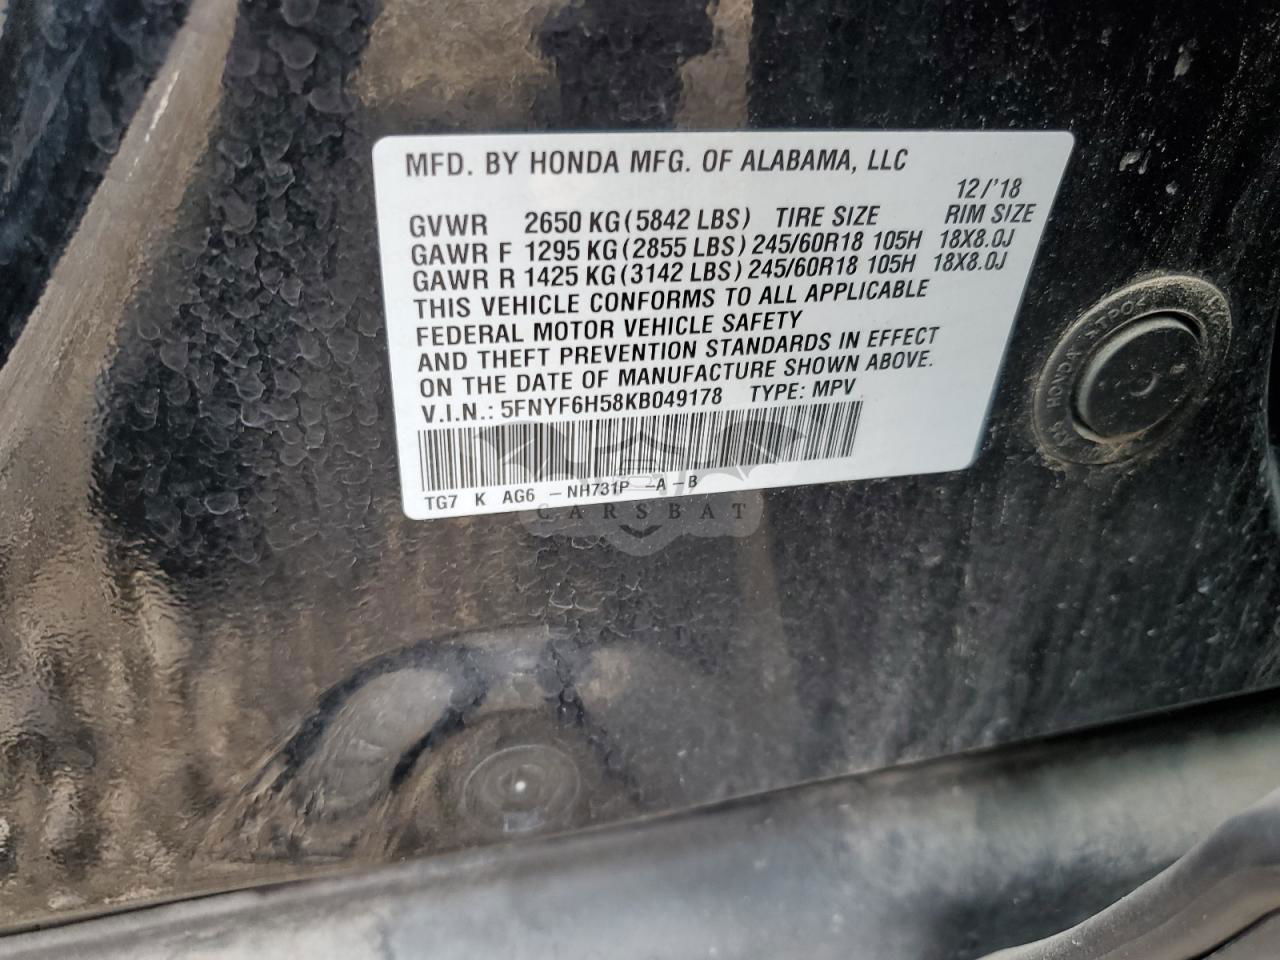 MFD. BY HONDA MFG. OF ALABAMA, LLC
12/'18
GVWR 2650 KG(5842 LBS) TIRE SIZE RIM SIZE
GAWR F 1295 KG(2855 LBS) 245/60R18 105H 18X8.0J
GAWR R 1425 KG(3142 LBS) 245/60R18 105H 18X8.0J
THIS VEHICLE CONFORMS TO ALL APPLICABLE
FEDERAL MOTOR VEHICLE SAFETY
AND THEFT PREVENTION STANDARDS IN EFFECT
ON THE DATE OF MANUFACTURE SHOWN ABOVE.
V.I.N.: 5FNYF6H58KB049178 TYPE: MPV
TG7 K AG6 -NH731P -A-B
CARSBAT
HONDA